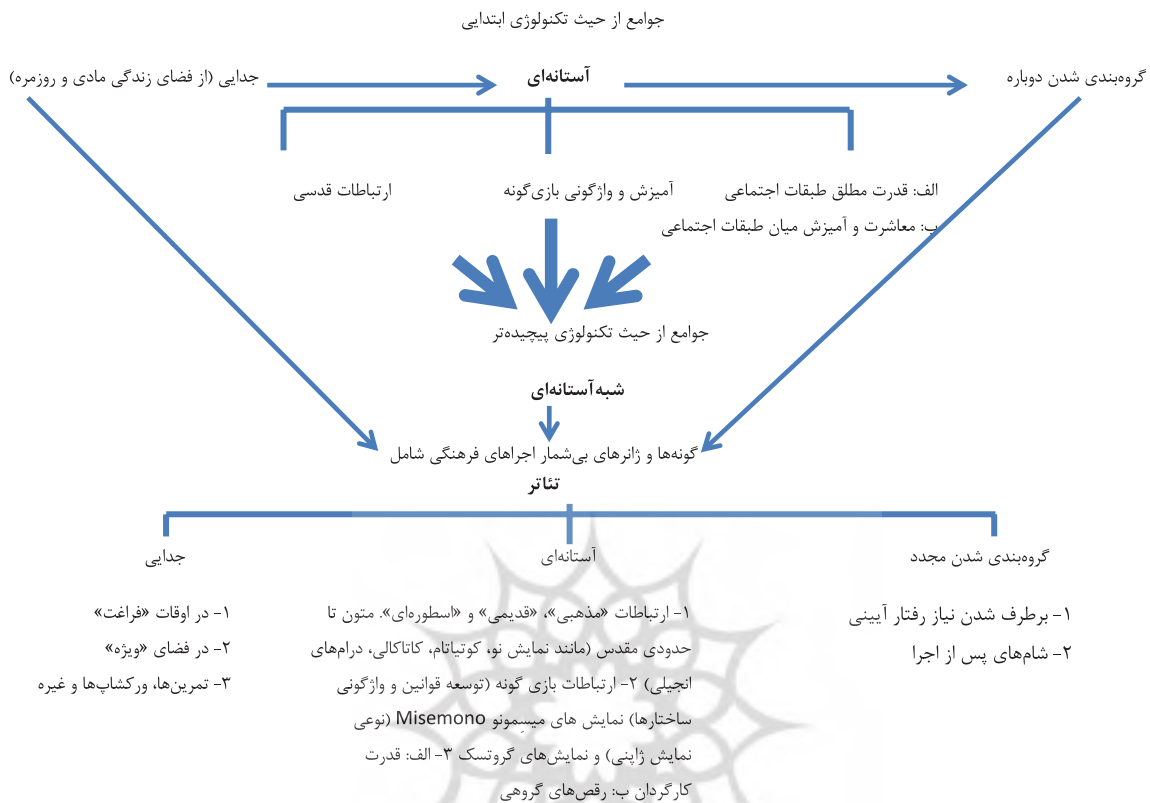 جوامع از حیث تکنولوژی ابتدایی
گروه‌بندی شدن دوباره
آستانه‌ای
جدایی (از فضای زندگی مادی و روزمره)
الف: قدرت مطلق طبقات اجتماعی
ب: معاشرت و آمیزش میان طبقات اجتماعی
آمیزش و واژگونی بازی‌گونه
ارتباطات قدسی
جوامع از حیث تکنولوژی پیچیده‌تر
شبه‌آستانه‌ای
گونه‌ها و ژانرهای بی‌شمار اجراهای فرهنگی شامل
تئاتر
گروه‌بندی شدن مجدد
۱- برطرف شدن نیاز رفتار آیینی
۲- شام‌های پس از اجرا
آستانه‌ای
۱- ارتباطات «مذهبی»، «قدیمی» و «اسطوره‌ای». متون تا
حدودی مقدس (مانند نمایش نو، کوتیاتام، کاتاکالی، درام‌های
انجیلی) ۲- ارتباطات بازی گونه (توسعه قوانین و واژگونی
ساختارها) نمایش های میسِمونو Misemono (نوعی
نمایش ژاپنی) و نمایش‌های گروتسک ۳- الف: قدرت
کارگردان ب: رقص‌های گروهی
جدایی
۱- در اوقات «فراغت»
۲- در فضای «ویژه»
۳- تمرین‌ها، ورکشاپ‌ها و غیره